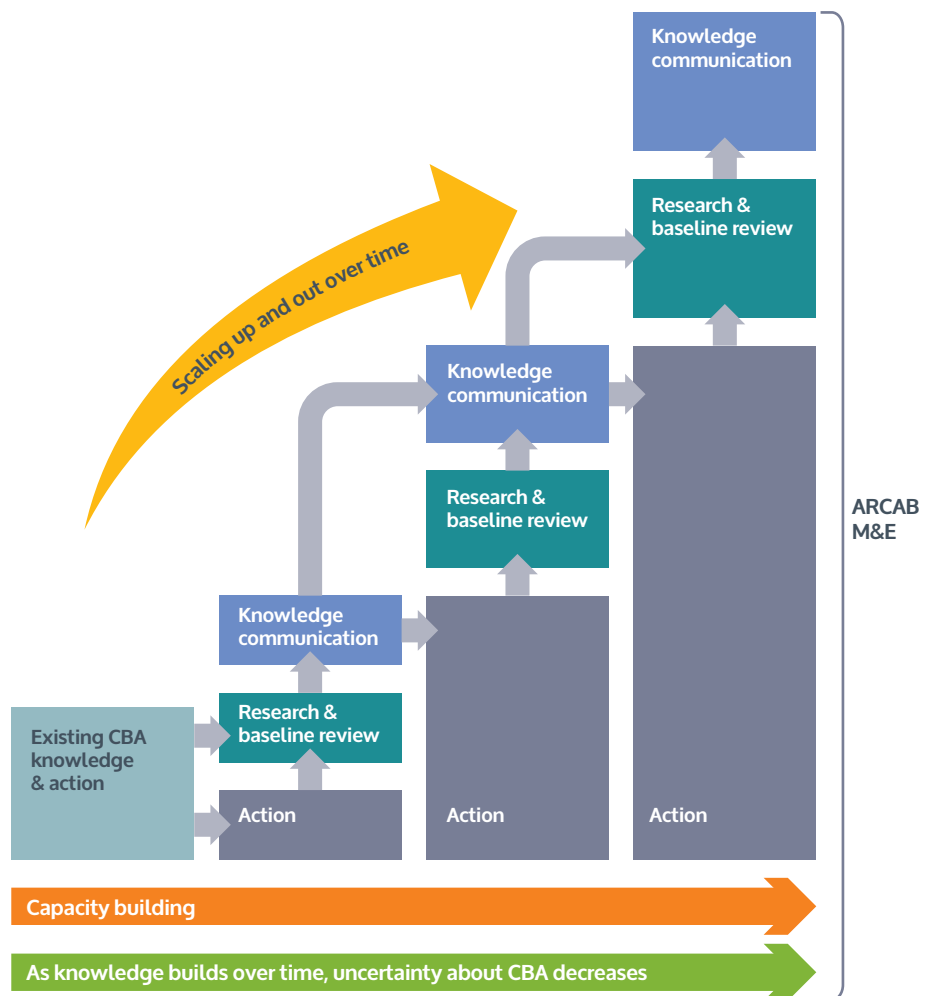 Knowledge
communication
Research &
baseline review
Scaling up and out over time
Knowledge
communication
Research &
baseline review
ARCAB
M&E
Knowledge
communication
Research &
baseline review
Existing CBA
knowledge
& action
Action
Action
Action
Capacity building
As knowledge builds over time, uncertainty about CBA decreases